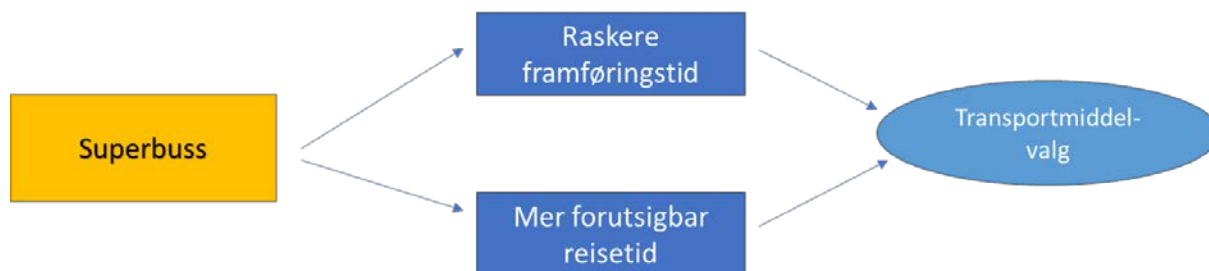 Superbuss
Raskere
framføringstid
Mer forutsigbar
reisetid
Transportmiddel-
valg